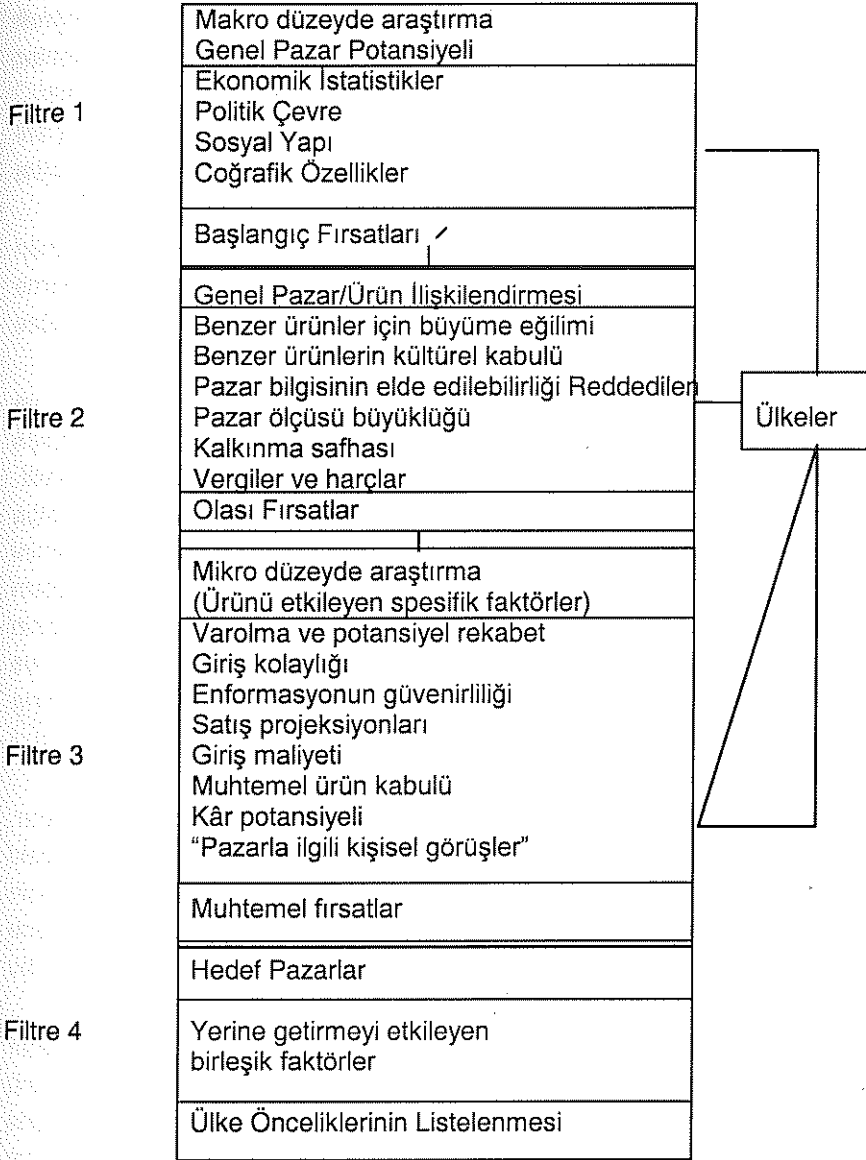 Makro düzeyde araştırma
Genel Pazar Potansiyeli
Filtre 1
Ekonomik İstatistikler
Politik Çevre
Sosyal Yapı
Coğrafik Özellikler
Başlangıç Fırsatları
Genel Pazar/Ürün İlişkilendirmesi
Filtre 2
Benzer ürünler için büyüme eğilimi
Benzer ürünlerin kültürel kabulü
Pazar bilgisinin elde edilebilirliği Reddedilen
Pazar ölçüsü büyüklüğü
Kalkınma safhası
Vergiler ve harçlar
Ülkeler
Olası Fırsatlar
Mikro düzeyde araştırma
(Ürünü etkileyen spesifik faktörler)
Filtre 3
Varolma ve potansiyel rekabet
Giriş kolaylığı
Enformasyonun güvenirliliği
Satış projeksiyonları
Giriş maliyeti
Muhtemel ürün kabulü
Kâr potansiyeli
“Pazarla ilgili kişisel görüşler”
Muhtemel fırsatlar
Hedef Pazarlar
Filtre 4
Yerine getirmeyi etkileyen
birleşik faktörler
Ülke Önceliklerinin Listelenmesi